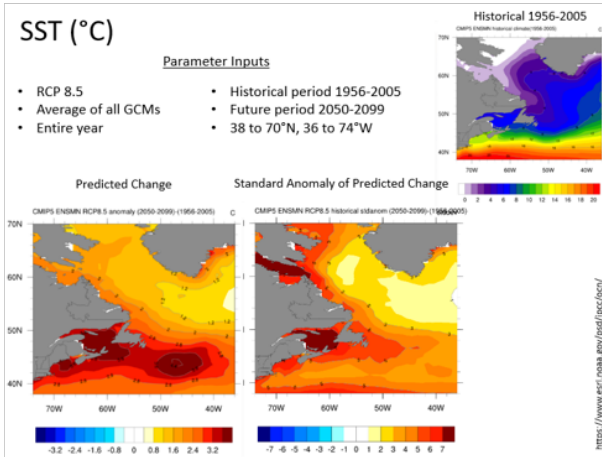 SST (°C)
Historical 1956-2005
CMIP5 ENSMN historical climate (1956-2005) C
70N
60N
50N
40N
70W 60W 50W 40W
0 2 4 6 8 10 12 14 16 18 20
Parameter Inputs
• RCP 8.5
• Average of all GCMs
• Entire year
• Historical period 1956-2005
• Future period 2050-2099
• 38 to 70°N, 36 to 74°W
Predicted Change
CMIP5 ENSMN RCP8.5 anomaly (2050-2099)-(1956-2005) C
70N
60N
50N
40N
70W 60W 50W 40W
-3.2 -2.4 -1.6 -0.8 0 0.8 1.6 2.4 3.2
Standard Anomaly of Predicted Change
CMIP5 ENSMN RCP8.5 historical stdanom (2050-2099)-(1956-2005)
70W 60W 50W 40W
-7 -6 -5 -4 -3 -2 -1 0 1 2 3 4 5 6 7
https://www.esrl.noaa.gov/psd/ipcc/ocn/